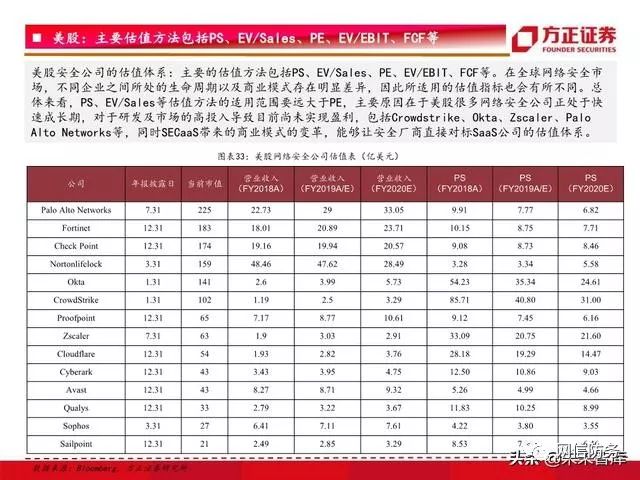 美股：主要估值方法包括PS、EV/Sales、PE、EV/EBIT、FCF等
方正证券
FOUNDER SECURITIES
美股安全公司的估值体系：主要的估值方法包括PS、EV/Sales、PE、EV/EBIT、FCF等。在全球网络安全市
场，不同企业之间所处的生命周期以及商业模式存在明显差异，因此所适用的估值指标也会有所不同。总
体来看，PS、EV/Sales等估值方法的适用范围要远大于PE，主要原因在于美股很多网络安全公司正处于快
速成长期，对于研发及市场的高投入导致目前尚未实现盈利，包括Crowdstrike、Okta、Zscaler、Palo
Alto Networks等，同时SECaaS带来的商业模式的变革，能够让安全厂商直接对标SaaS公司的估值体系。
图表33：美股网络安全公司估值表（亿美元）
公司 年报披露日 当前市值 营业收入（FY2018A） 营业收入（FY2019A/E） 营业收入（FY2020E） PS（FY2018A） PS（FY2019A/E） PS（FY2020E）
Palo Alto Networks 7.31 225 22.73 29 33.05 9.91 7.77 6.82
Fortinet 12.31 183 18.01 20.89 23.71 10.15 8.75 7.71
Check Point 12.31 174 19.16 19.94 20.57 9.08 8.73 8.46
Nortonlifelock 3.31 159 48.46 47.62 28.49 3.28 3.34 5.58
Okta 1.31 141 2.6 3.99 5.73 54.23 35.34 24.61
CrowdStrike 1.31 102 1.19 2.5 3.29 85.71 40.80 31.00
Proofpoint 12.31 65 7.17 8.77 10.61 9.12 7.45 6.16
Zscaler 7.31 63 1.9 3.03 2.91 33.09 20.75 21.60
Cloudflare 12.31 54 1.93 2.82 3.76 28.18 19.29 14.47
Cyberark 12.31 43 3.43 3.95 4.75 12.50 10.86 9.03
Avast 12.31 43 8.27 8.71 9.32 5.26 4.99 4.66
Qualys 12.31 33 2.79 3.22 3.67 11.83 10.25 8.99
Sophos 3.31 27 6.41 7.11 7.61 4.22 3.80 3.55
Sailpoint 12.31 21 2.49 2.85 3.29 8.53
数据来源：Bloomberg，方正证券研究所
网信防务
头条@未来智库